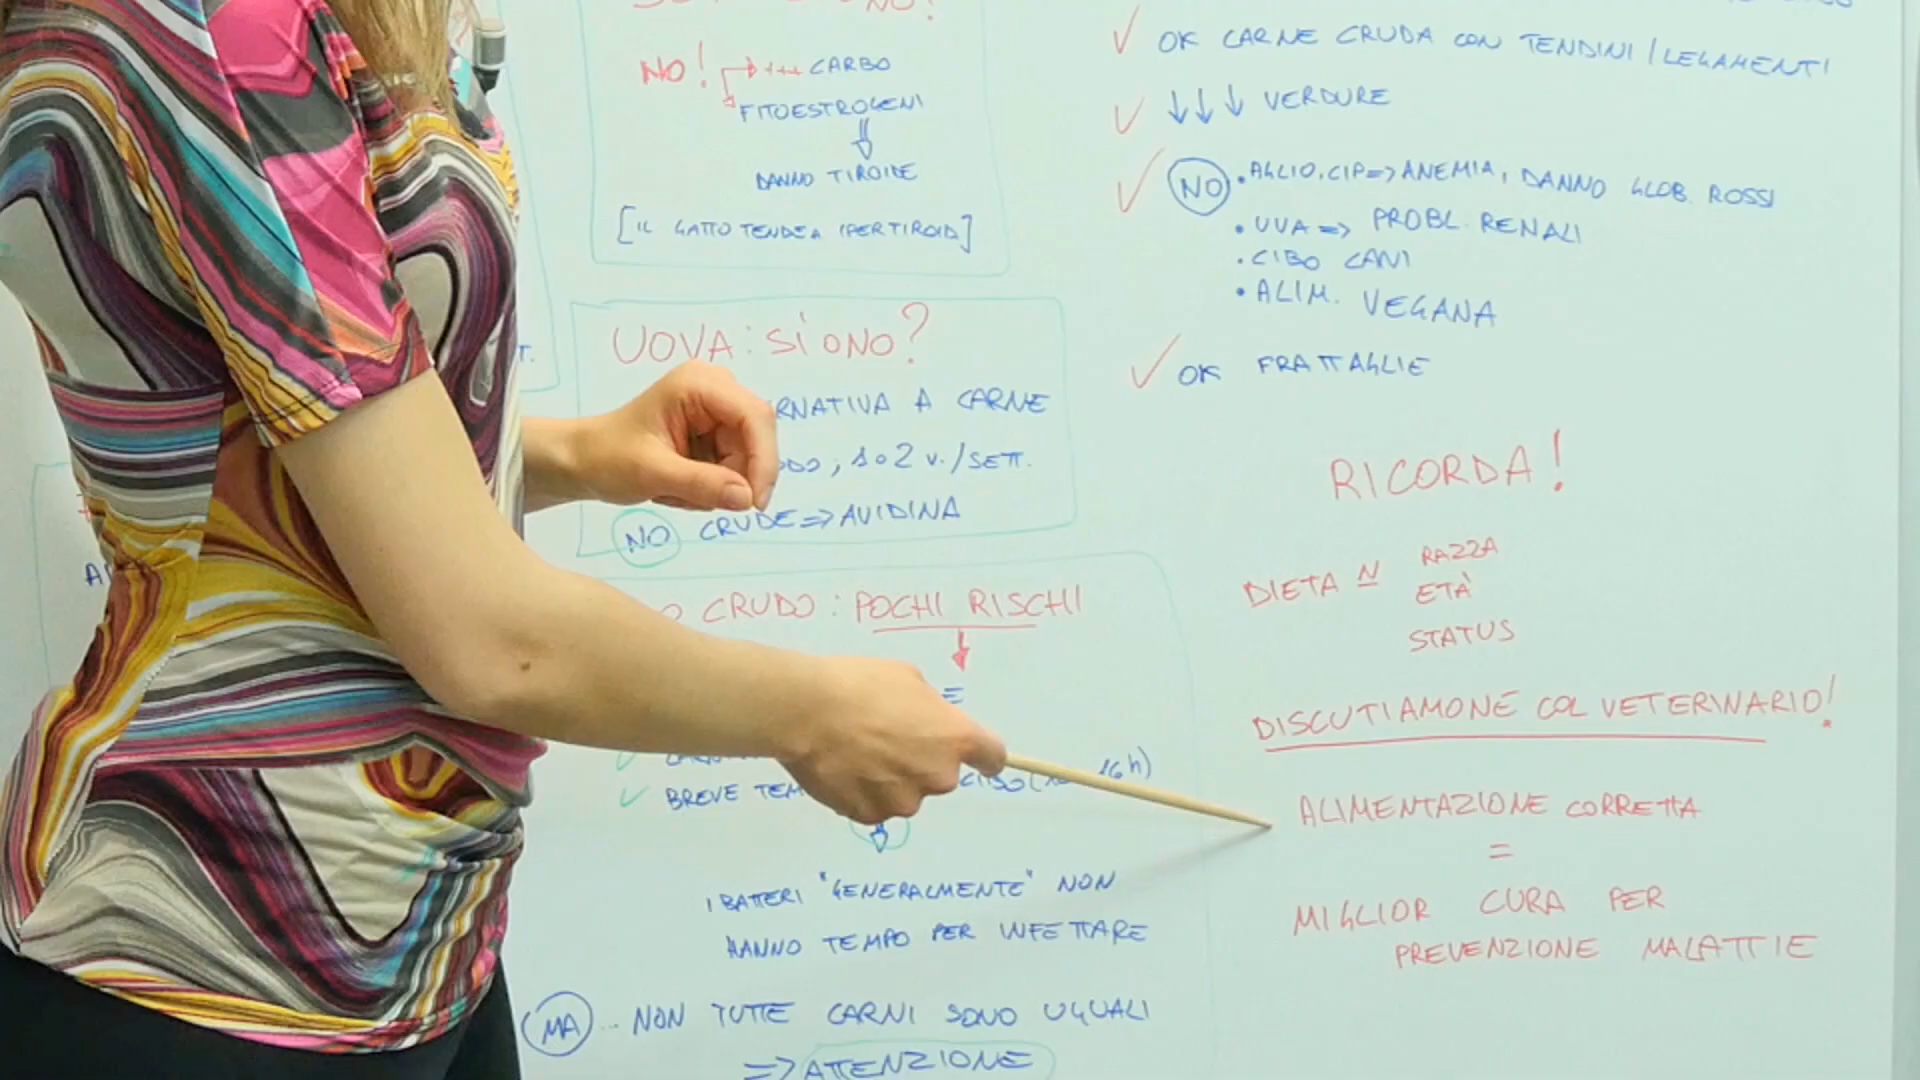 NO! +++ CARBO
FITOESTROGENI
DANNO TIROIDE
[IL GATTO TENDE A IPERTIROID]
UOVA: SÌ O NO?
A CARNE
; 1 o 2 v./SETT.
NO CRUDE => AVIDINA
CRUDO: POCHI RISCHI
BREVE
16 h)
I BATTERI "GENERALMENTE" NON
HANNO TEMPO PER INFETTARE
MA ... NON TUTTE CARNI SONO UGUALI
=> ATTENZIONE
OK CARNE CRUDA CON TENDINI/LEGAMENTI
↓↓↓ VERDURE
NO • AGLIO, CIP => ANEMIA, DANNO GLOB. ROSSI
• UVA => PROBL. RENALI
• CIBO CANI
• ALIM. VEGANA
OK FRATTAGLIE
RICORDA!
DIETA N RAZZA
ETÀ
STATUS
DISCUTIAMONE COL VETERINARIO!
ALIMENTAZIONE CORRETTA
=
MIGLIOR CURA PER
PREVENZIONE MALATTIE